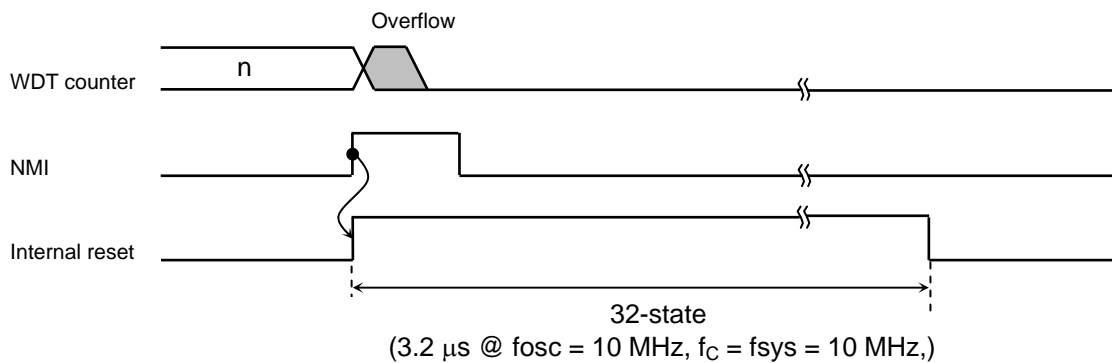 Overflow
WDT counter
n
NMI
Internal reset
32-state
(3.2 μs @ fosc = 10 MHz, fC = fsys = 10 MHz,)